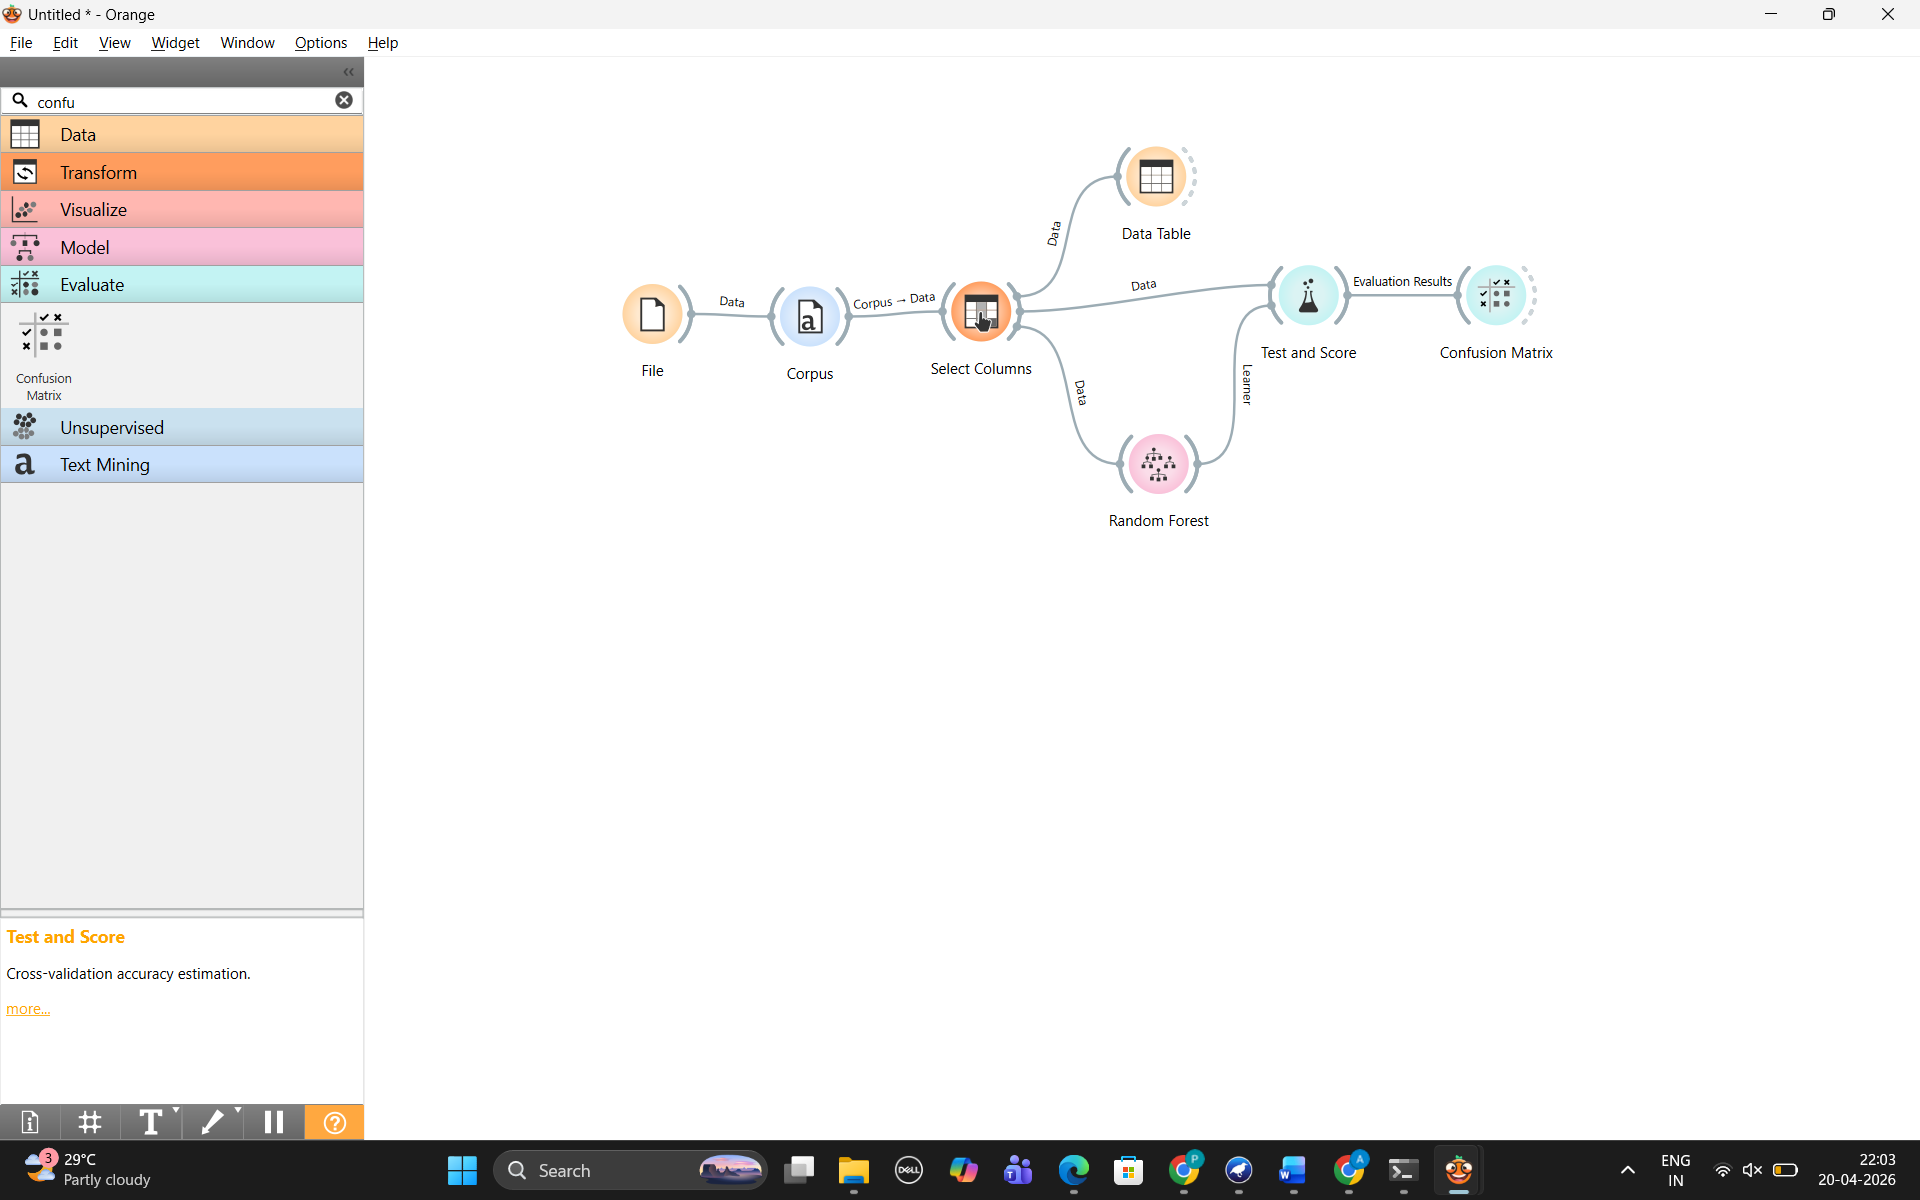 Untitled * - Orange
File Edit View Widget Window Options Help
confu
Data
Transform
Visualize
Model
Evaluate
Confusion
Matrix
Unsupervised
a Text Mining
Data Table
Data
Data
Evaluation Results
Data
Corpus → Data
a
File
Corpus
Select Columns
Test and Score
Confusion Matrix
Data
Learner
Random Forest
Test and Score
Cross-validation accuracy estimation.
more...
T
3
29°C
Partly cloudy
Search
DELL
P
A
ENG
IN
22:03
20-04-2026